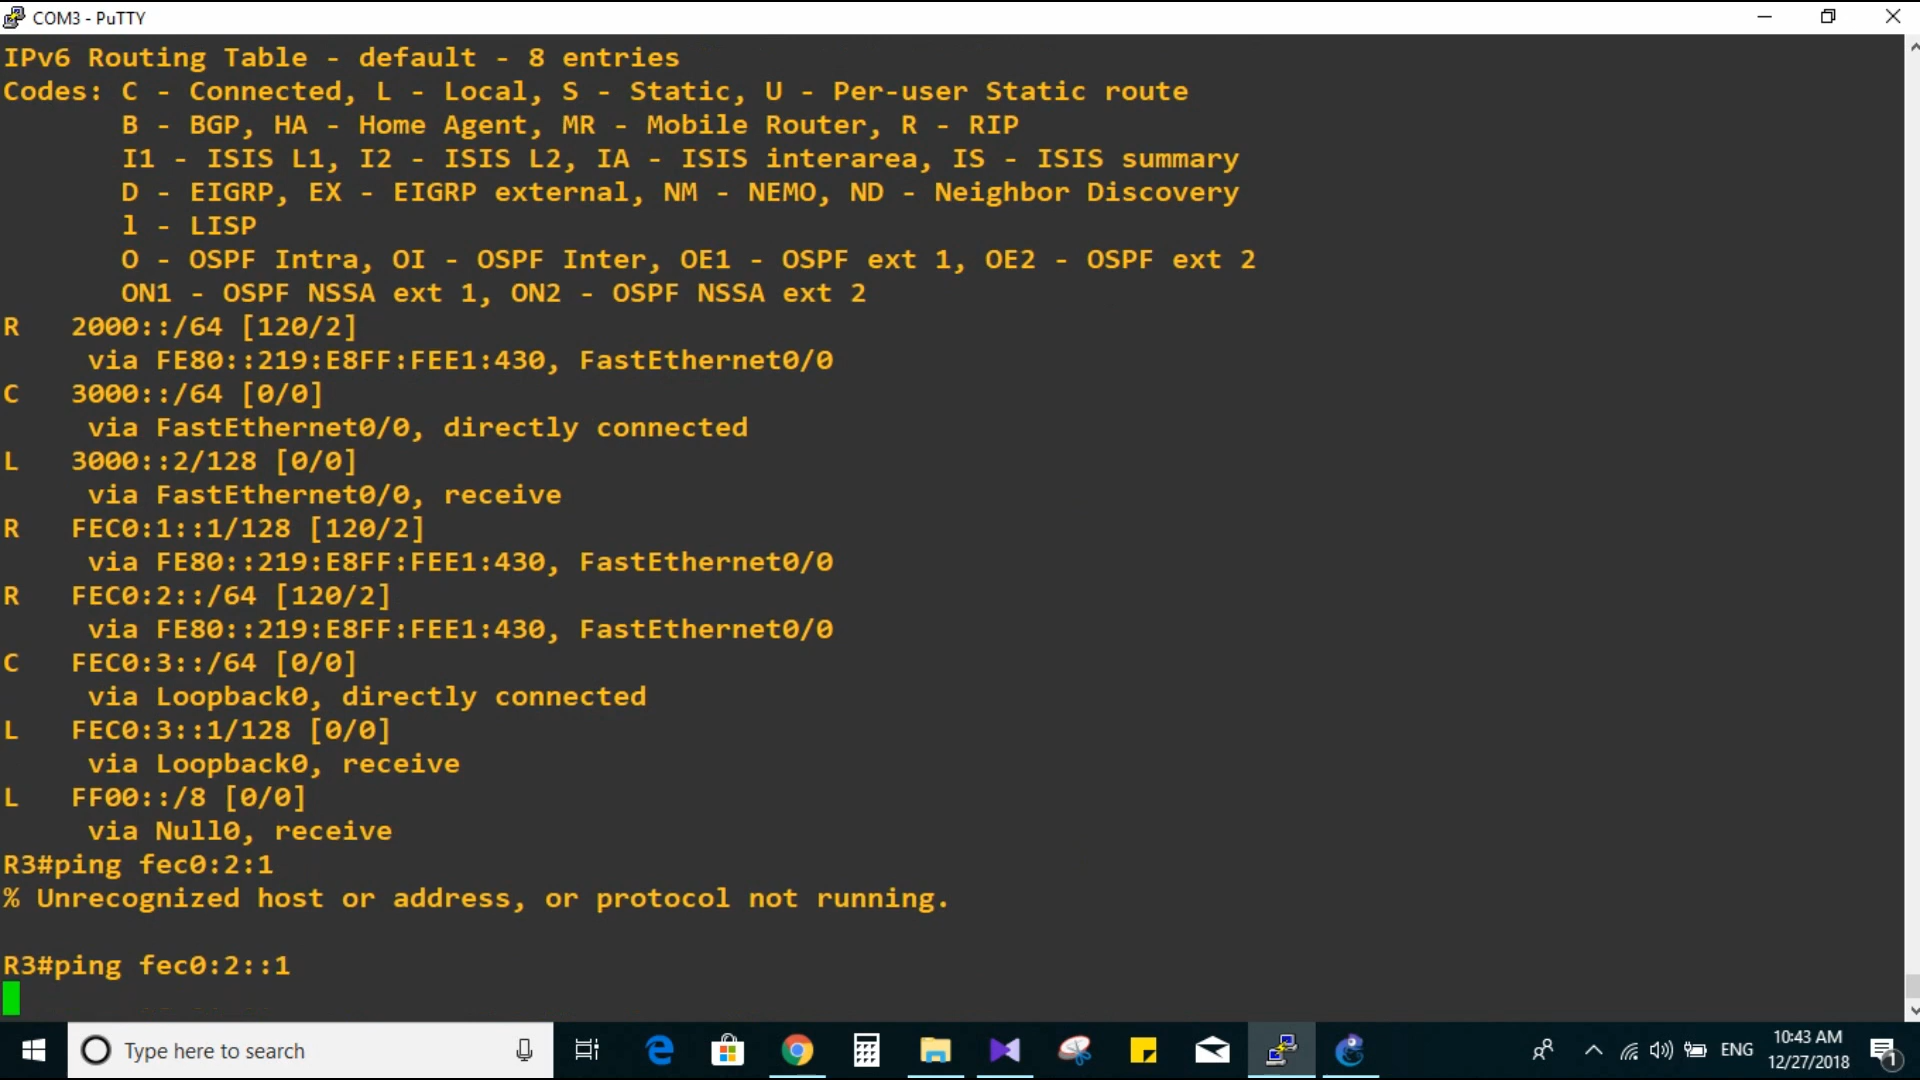 COM3 - PuTTY
IPv6 Routing Table - default - 8 entries
Codes: C - Connected, L - Local, S - Static, U - Per-user Static route
B - BGP, HA - Home Agent, MR - Mobile Router, R - RIP
I1 - ISIS L1, I2 - ISIS L2, IA - ISIS interarea, IS - ISIS summary
D - EIGRP, EX - EIGRP external, NM - NEMO, ND - Neighbor Discovery
l - LISP
O - OSPF Intra, OI - OSPF Inter, OE1 - OSPF ext 1, OE2 - OSPF ext 2
ON1 - OSPF NSSA ext 1, ON2 - OSPF NSSA ext 2
R 2000::/64 [120/2]
via FE80::219:E8FF:FEE1:430, FastEthernet0/0
C 3000::/64 [0/0]
via FastEthernet0/0, directly connected
L 3000::2/128 [0/0]
via FastEthernet0/0, receive
R FEC0:1::1/128 [120/2]
via FE80::219:E8FF:FEE1:430, FastEthernet0/0
R FEC0:2::/64 [120/2]
via FE80::219:E8FF:FEE1:430, FastEthernet0/0
C FEC0:3::/64 [0/0]
via Loopback0, directly connected
L FEC0:3::1/128 [0/0]
via Loopback0, receive
L FF00::/8 [0/0]
via Null0, receive
R3#ping fec0:2:1
% Unrecognized host or address, or protocol not running.
R3#ping fec0:2::1
Type here to search
ENG
10:43 AM
12/27/2018
1